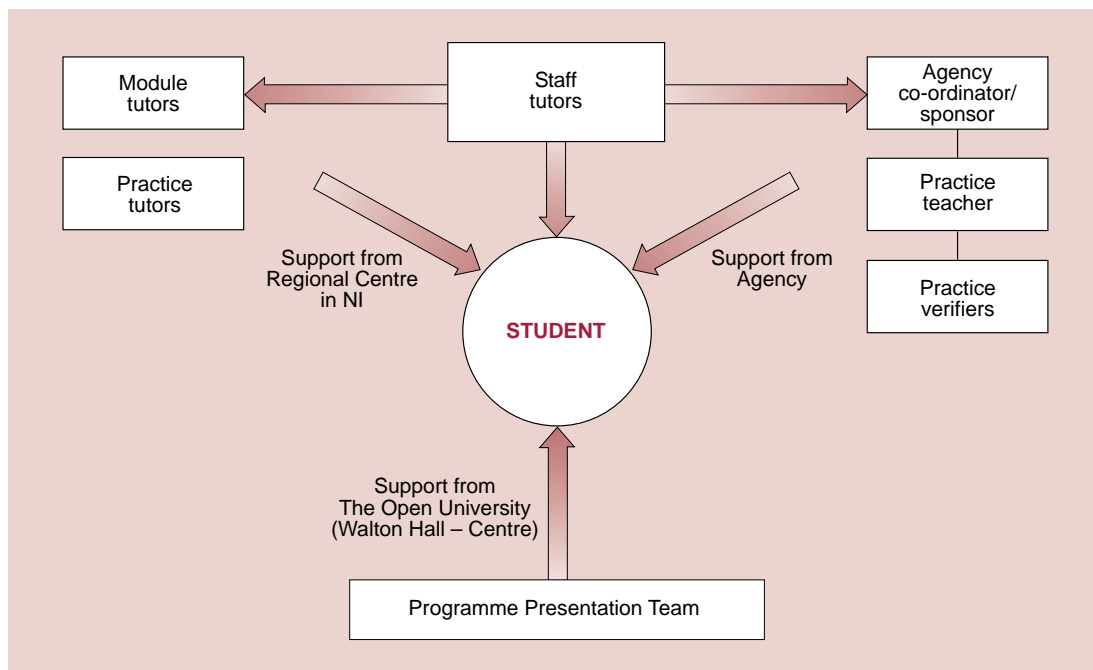 Module
tutors
Staff
tutors
Agency
co-ordinator/
sponsor
Practice
tutors
Practice
teacher
Support from
Regional Centre
in NI
Support from
Agency
Practice
verifiers
STUDENT
Support from
The Open University
(Walton Hall – Centre)
Programme Presentation Team